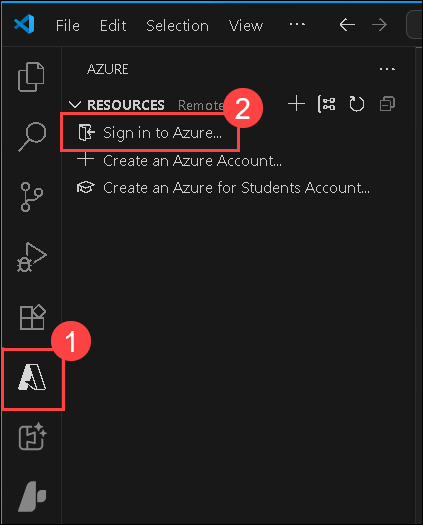 File Edit Selection View ...
AZURE
RESOURCES Remote
2
Sign in to Azure...
Create an Azure Account...
Create an Azure for Students Account...
1